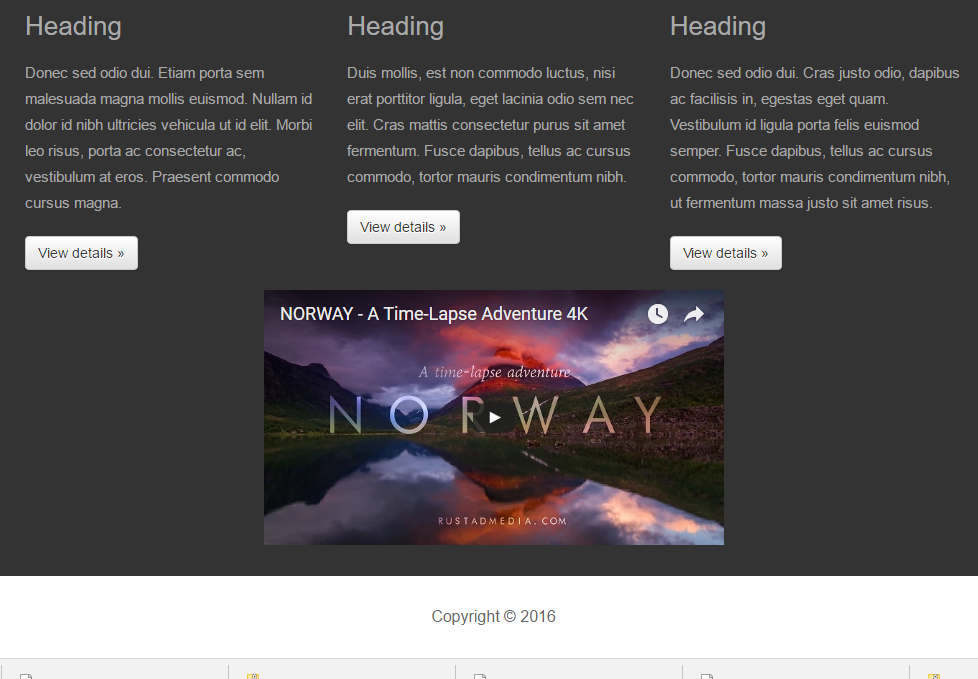 Heading
Donec sed odio dui. Etiam porta sem
malesuada magna mollis euismod. Nullam id
dolor id nibh ultricies vehicula ut id elit. Morbi
leo risus, porta ac consectetur ac,
vestibulum at eros. Praesent commodo
cursus magna.
View details »
Heading
Duis mollis, est non commodo luctus, nisi
erat porttitor ligula, eget lacinia odio sem nec
elit. Cras mattis consectetur purus sit amet
fermentum. Fusce dapibus, tellus ac cursus
commodo, tortor mauris condimentum nibh.
View details »
Heading
Donec sed odio dui. Cras justo odio, dapibus
ac facilisis in, egestas eget quam.
Vestibulum id ligula porta felis euismod
semper. Fusce dapibus, tellus ac cursus
commodo, tortor mauris condimentum nibh,
ut fermentum massa justo sit amet risus.
View details »
NORWAY - A Time-Lapse Adventure 4K
A time-lapse adventure
NORWAY
RUSTADMEDIA.COM
Copyright © 2016